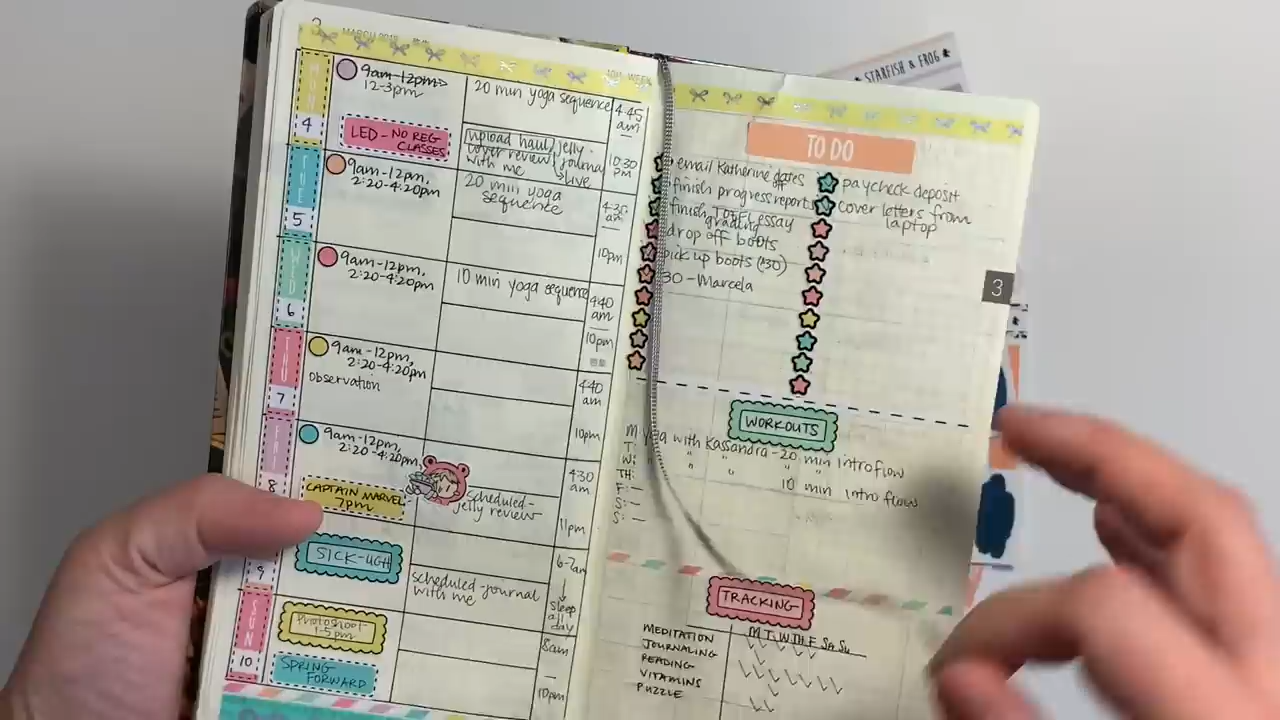 3
MON
4
9am-12pm
12-3pm
LED - NO REG
CLASSES
20 min yoga sequence
upload haul/jelly
cover review/journal
with me
live
4:45
am
—
10:30
pm
TUE
5
9am-12pm,
2:20-4:20pm
20 min yoga
sequence
am
10pm
WED
6
9am-12pm,
2:20-4:20pm
10 min yoga sequence
4:40
am
—
10pm
THU
7
9am-12pm,
2:20-4:20pm
observation
4:40
am
10pm
FRI
8
9am-12pm,
2:20-4:20pm
CAPTAIN MARVEL
7pm
scheduled-
jelly review
4:30
am
11pm
9
SICK-UGH
scheduled-journal
with me
6-7am
sleep
all
day
SUN
10
Photoshoot
1-5pm
SPRING
FORWARD
8am
—
10pm
STARFISH & FROG
TO DO
email Katherine dates
off
finish progress reports
finish TOEFL essay
grading
drop off boots
pick up boots ($30)
30-Marcela
paycheck deposit
cover letters from
laptop
3
WORKOUTS
M yoga with Kassandra-20 min intro flow
T: " " " " "
W: " " 10 min intro flow
TH:
F: —
S: —
S: —
TRACKING
M T W TH F Sa Su
MEDITATION
JOURNALING
READING
VITAMINS
PUZZLE